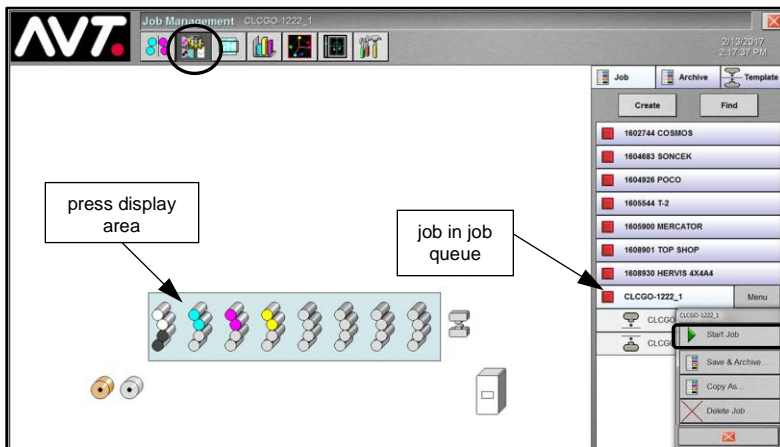 AVT.
Job Management CLCGO-1222_1
2/13/2017
2:17:37 PM
Job
Archive
Template
Create
Find
1602744 COSMOS
1604683 SONCEK
1604926 POCO
1605544 T-2
1605900 MERCATOR
1608901 TOP SHOP
1608930 HERVIS 4X4A4
CLCGO-1222_1
Menu
CLCGO-1222_1
CLCGO
Start Job
CLCG
Save & Archive...
Copy As...
Delete Job
press display
area
job in job
queue